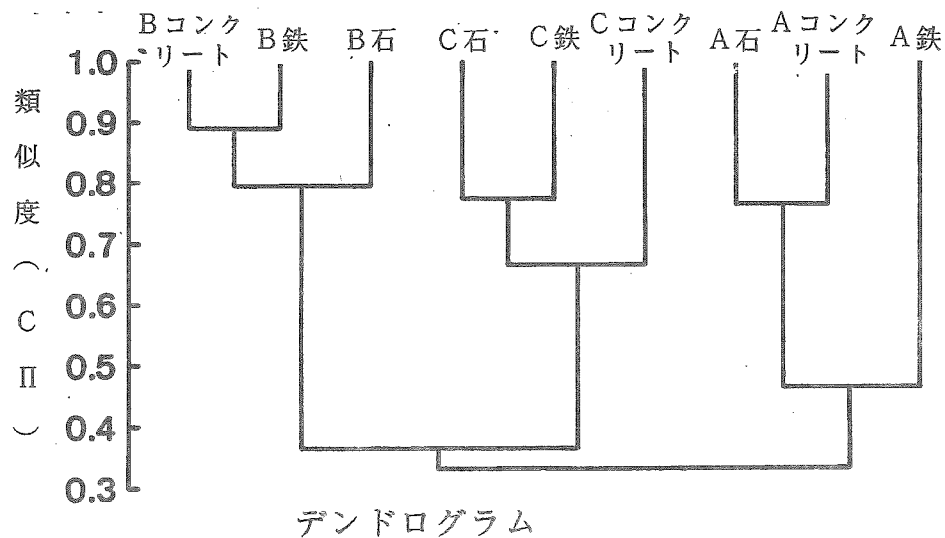 Bコンク
リート
B鉄
B石
C石
C鉄
Cコンク
リート
A石
Aコンク
リート
A鉄
類似度(CΠ)
1.0
0.9
0.8
0.7
0.6
0.5
0.4
0.3
デンドログラム